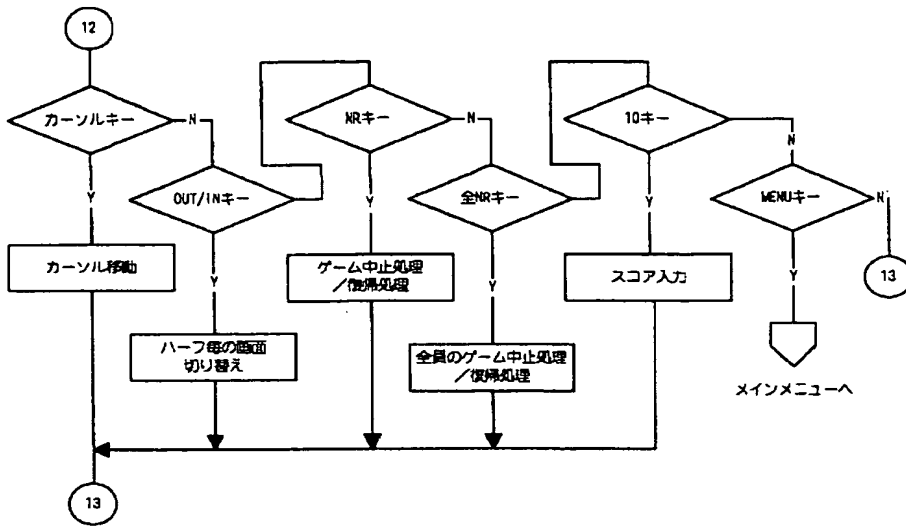 12
カーソルキー
N
NRキー
N
10キー
N
OUT/INキー
全NRキー
MENUキー
N
Y
Y
Y
Y
Y
Y
カーソル移動
ゲーム中止処理
/復帰処理
スコア入力
13
ハーフ毎の画面
切り替え
全員のゲーム中止処理
/復帰処理
メインメニューへ
13